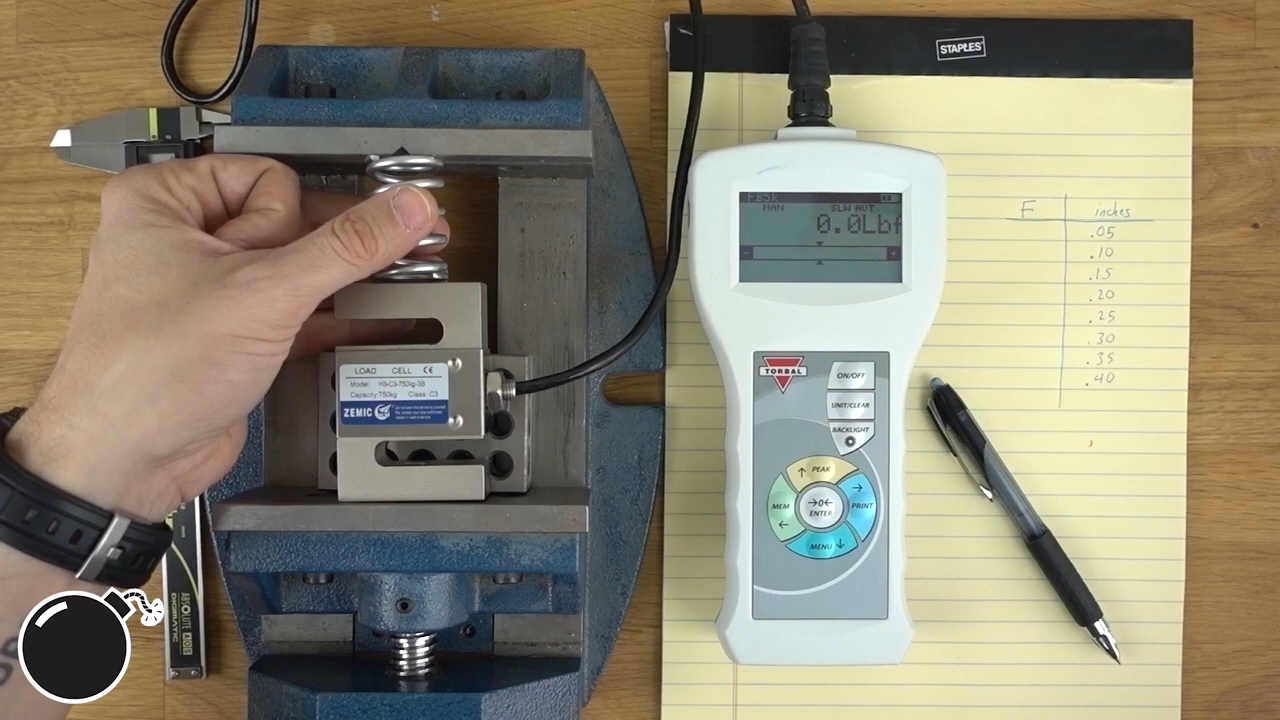 STAPLES
FB5k
MAN SLW AUT
0.0Lbf
TORBAL
ON/OFF
UNIT/CLEAR
BACKLIGHT
↑ PEAK
MEM ←
→0←
ENTER
→ PRINT
MENU ↓
LOAD CELL CE
Model: H3-C3-750kg-3B
Capacity:750kg Class: C3
ZEMIC
ABSOLUTE AOS
DIGIMATIC
F inches
.05
.10
.15
.20
.25
.30
.35
.40